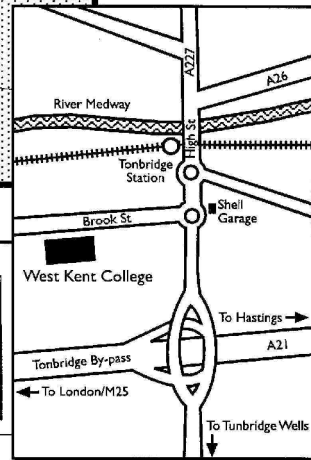 A227
A26
River Medway
High St
Tonbridge
Station
Shell
Garage
Brook St
West Kent College
To Hastings
A21
Tonbridge By-pass
To London/M25
To Tunbridge Wells